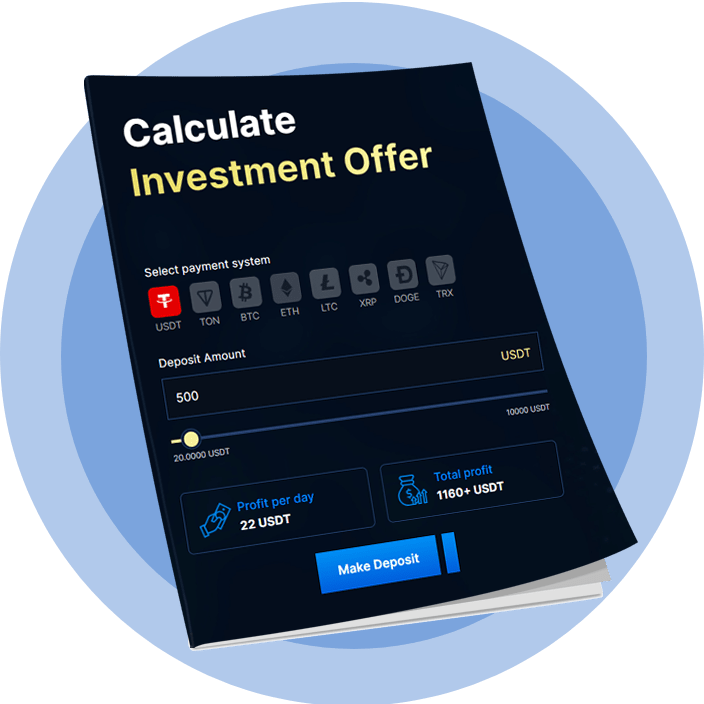 Calculate
Investment Offer
Select payment system
USDT TON BTC ETH LTC XRP DOGE TRX
Deposit Amount
500 USDT
20.0000 USDT 10000 USDT
Profit per day
22 USDT
Total profit
1160+ USDT
Make Deposit